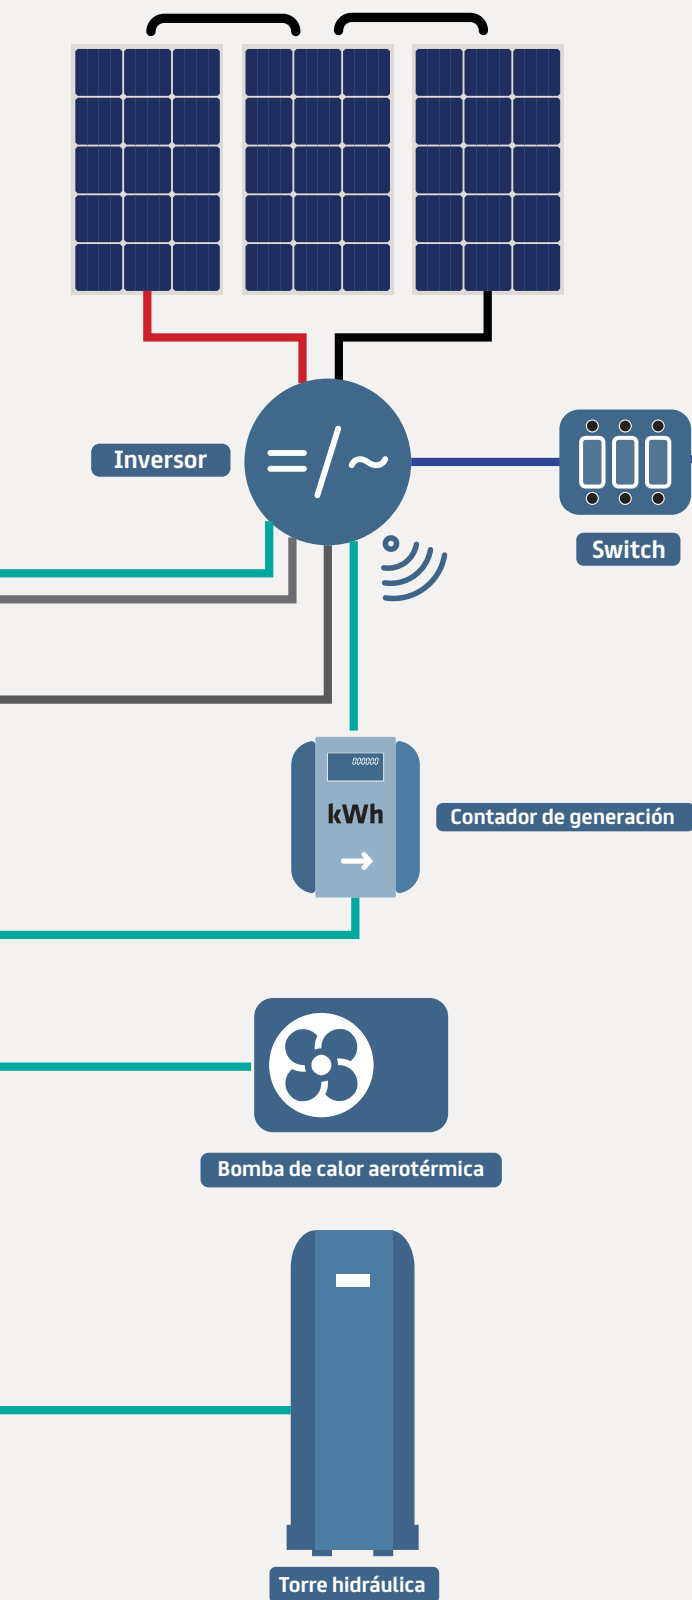 Inversor
Switch
000000
kWh
Contador de generación
Bomba de calor aerotérmica
Torre hidráulica